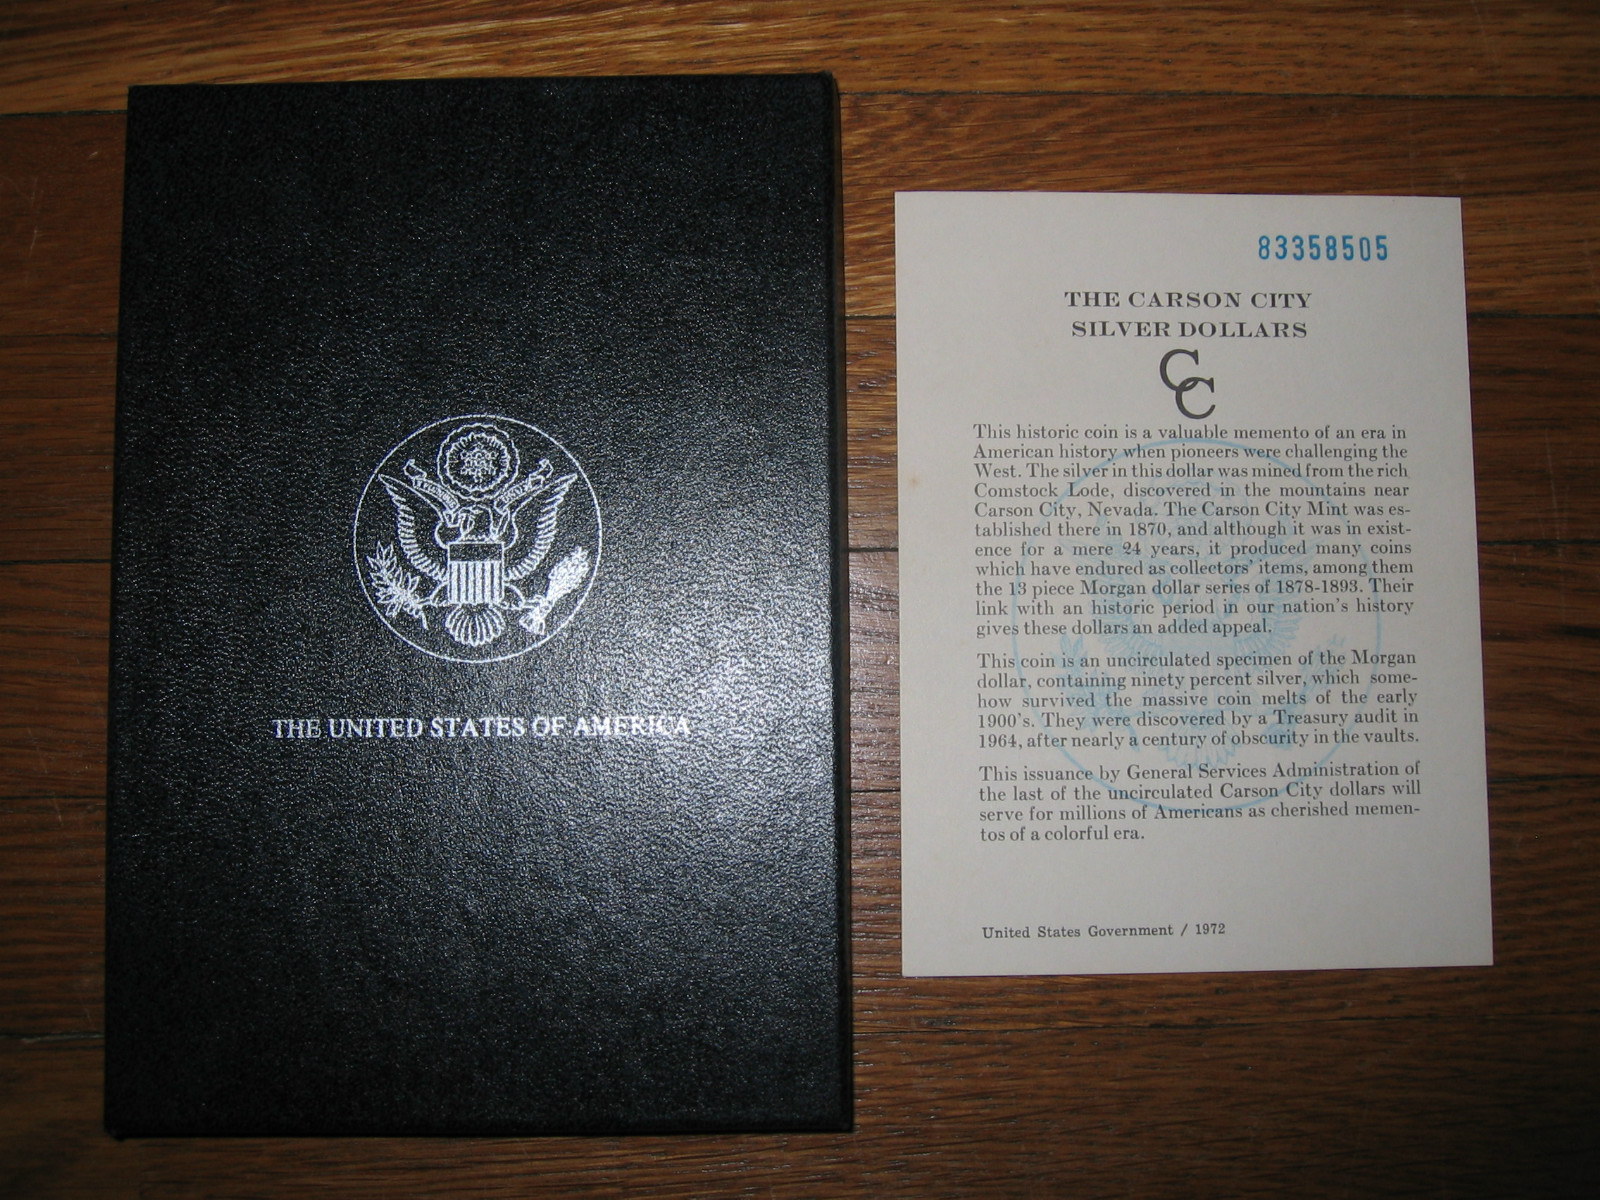 THE UNITED STATES OF AMERICA
83358505
THE CARSON CITY
SILVER DOLLARS
CC
This historic coin is a valuable memento of an era in
American history when pioneers were challenging the
West. The silver in this dollar was mined from the rich
Comstock Lode, discovered in the mountains near
Carson City, Nevada. The Carson City Mint was es-
tablished there in 1870, and although it was in exist-
ence for a mere 24 years, it produced many coins
which have endured as collectors' items, among them
the 13 piece Morgan dollar series of 1878-1893. Their
link with an historic period in our nation's history
gives these dollars an added appeal.
This coin is an uncirculated specimen of the Morgan
dollar, containing ninety percent silver, which some-
how survived the massive coin melts of the early
1900's. They were discovered by a Treasury audit in
1964, after nearly a century of obscurity in the vaults.
This issuance by General Services Administration of
the last of the uncirculated Carson City dollars will
serve for millions of Americans as cherished memen-
tos of a colorful era.
United States Government / 1972